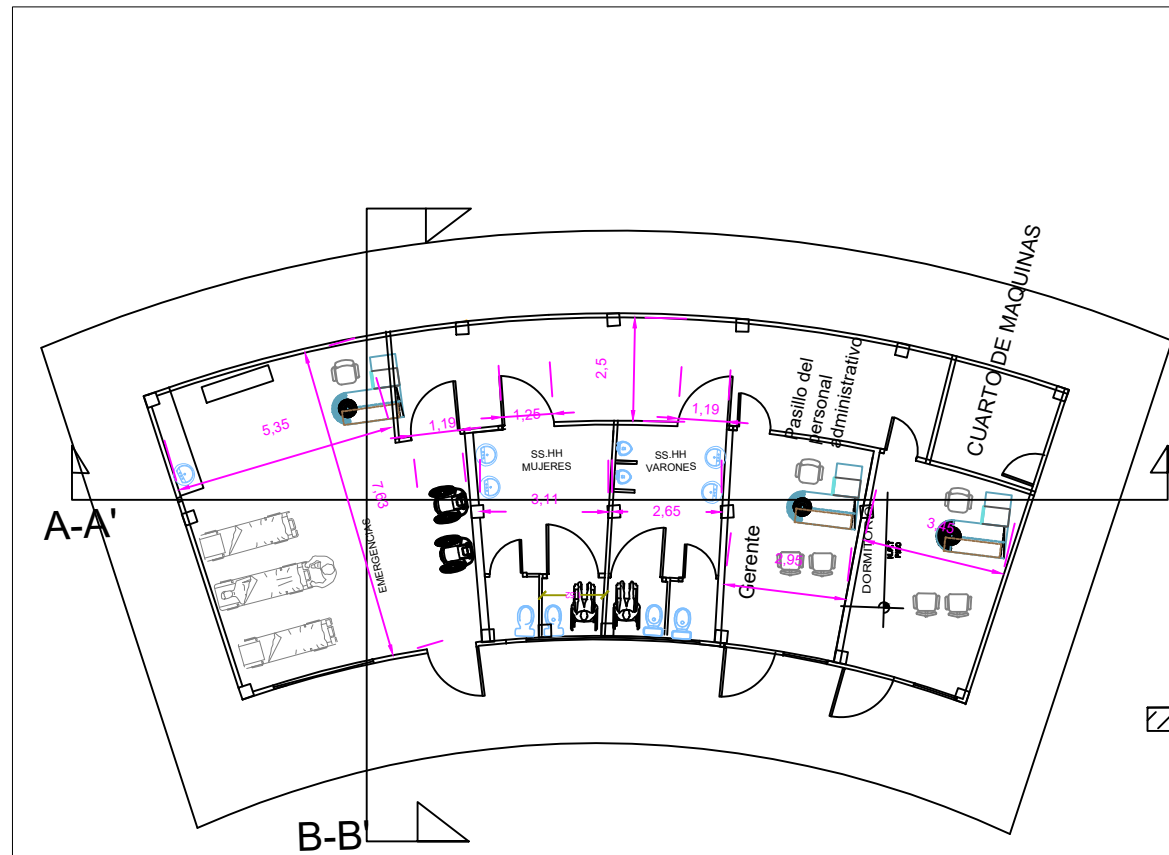 CUARTO DE MAQUINAS
Pasillo del
personal
administrativo
2,5
1,25
1,19
1,19
5,35
7,63
SS.HH
MUJERES
SS.HH
VARONES
3,11
2,65
A-A'
EMERGENCIAS
Gerente
2,95
DORMITORIO
3,45
B-B'